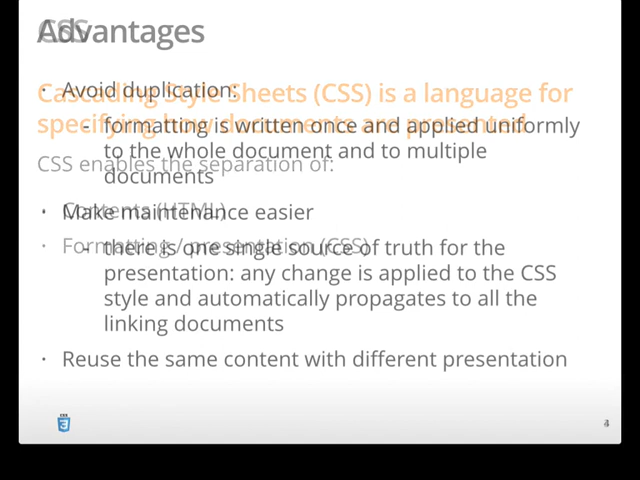 CSS
Advantages
Cascading Style Sheets (CSS) is a language for
specifying how documents are presented
CSS enables the separation of:
· Contents (HTML)
· Formatting / presentation (CSS)
· Avoid duplication:
- formatting is written once and applied uniformly
to the whole document and to multiple
documents
· Make maintenance easier
- there is one single source of truth for the
presentation: any change is applied to the CSS
style and automatically propagates to all the
linking documents
· Reuse the same content with different presentation
CSS
3